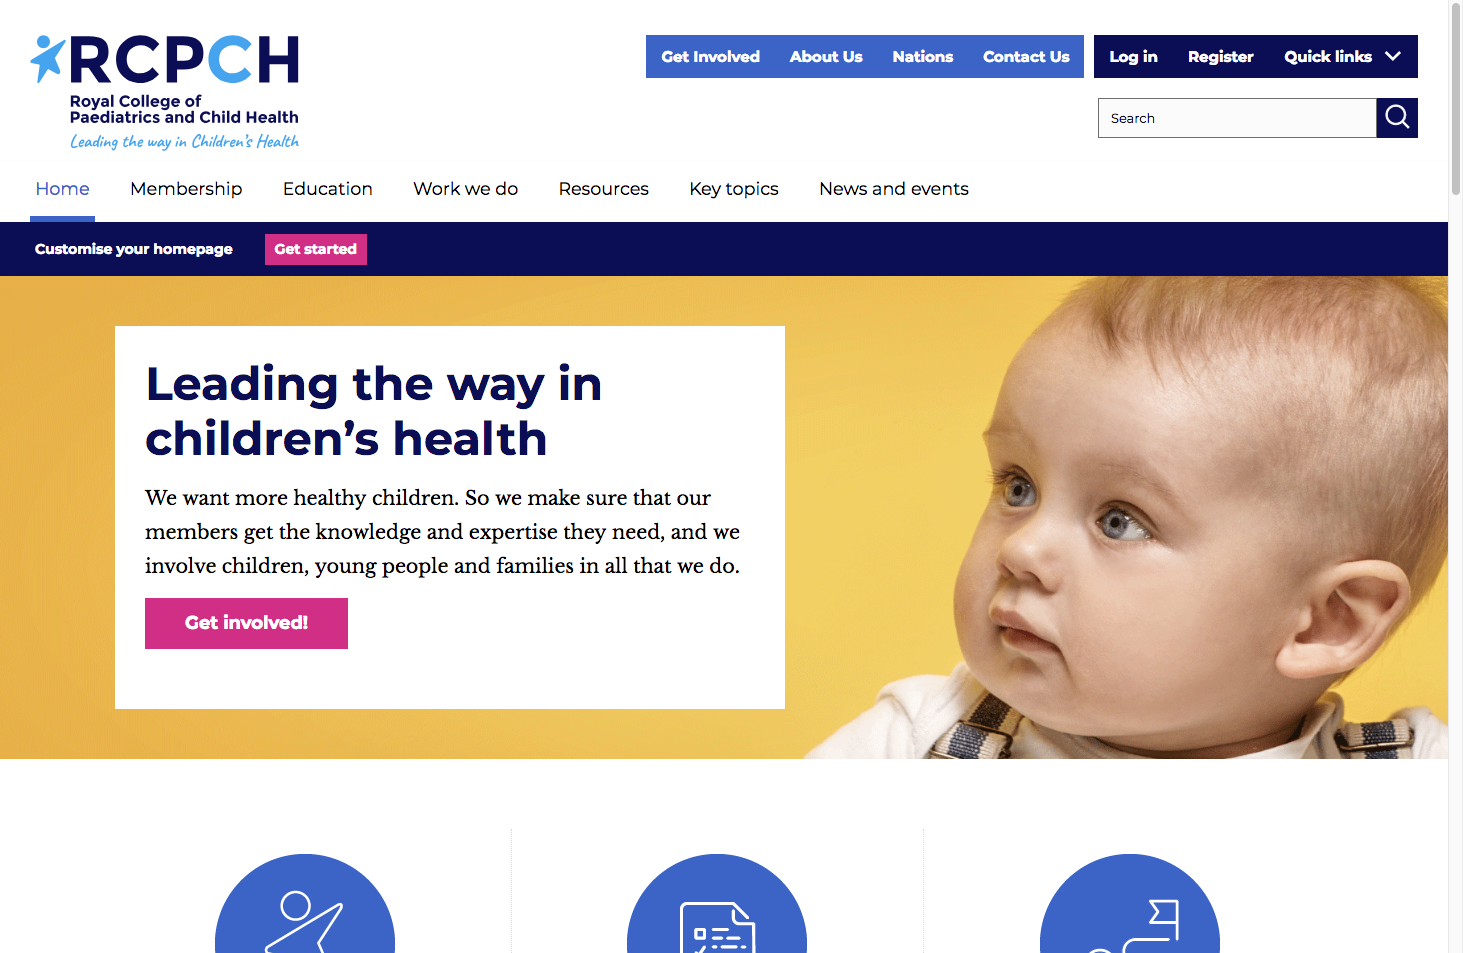 RCPCH
Royal College of
Paediatrics and Child Health
Leading the way in Children's Health
Get Involved About Us Nations Contact Us
Log in Register Quick links
Search
Home Membership Education Work we do Resources Key topics News and events
Customise your homepage Get started
Leading the way in
children’s health
We want more healthy children. So we make sure that our
members get the knowledge and expertise they need, and we
involve children, young people and families in all that we do.
Get involved!